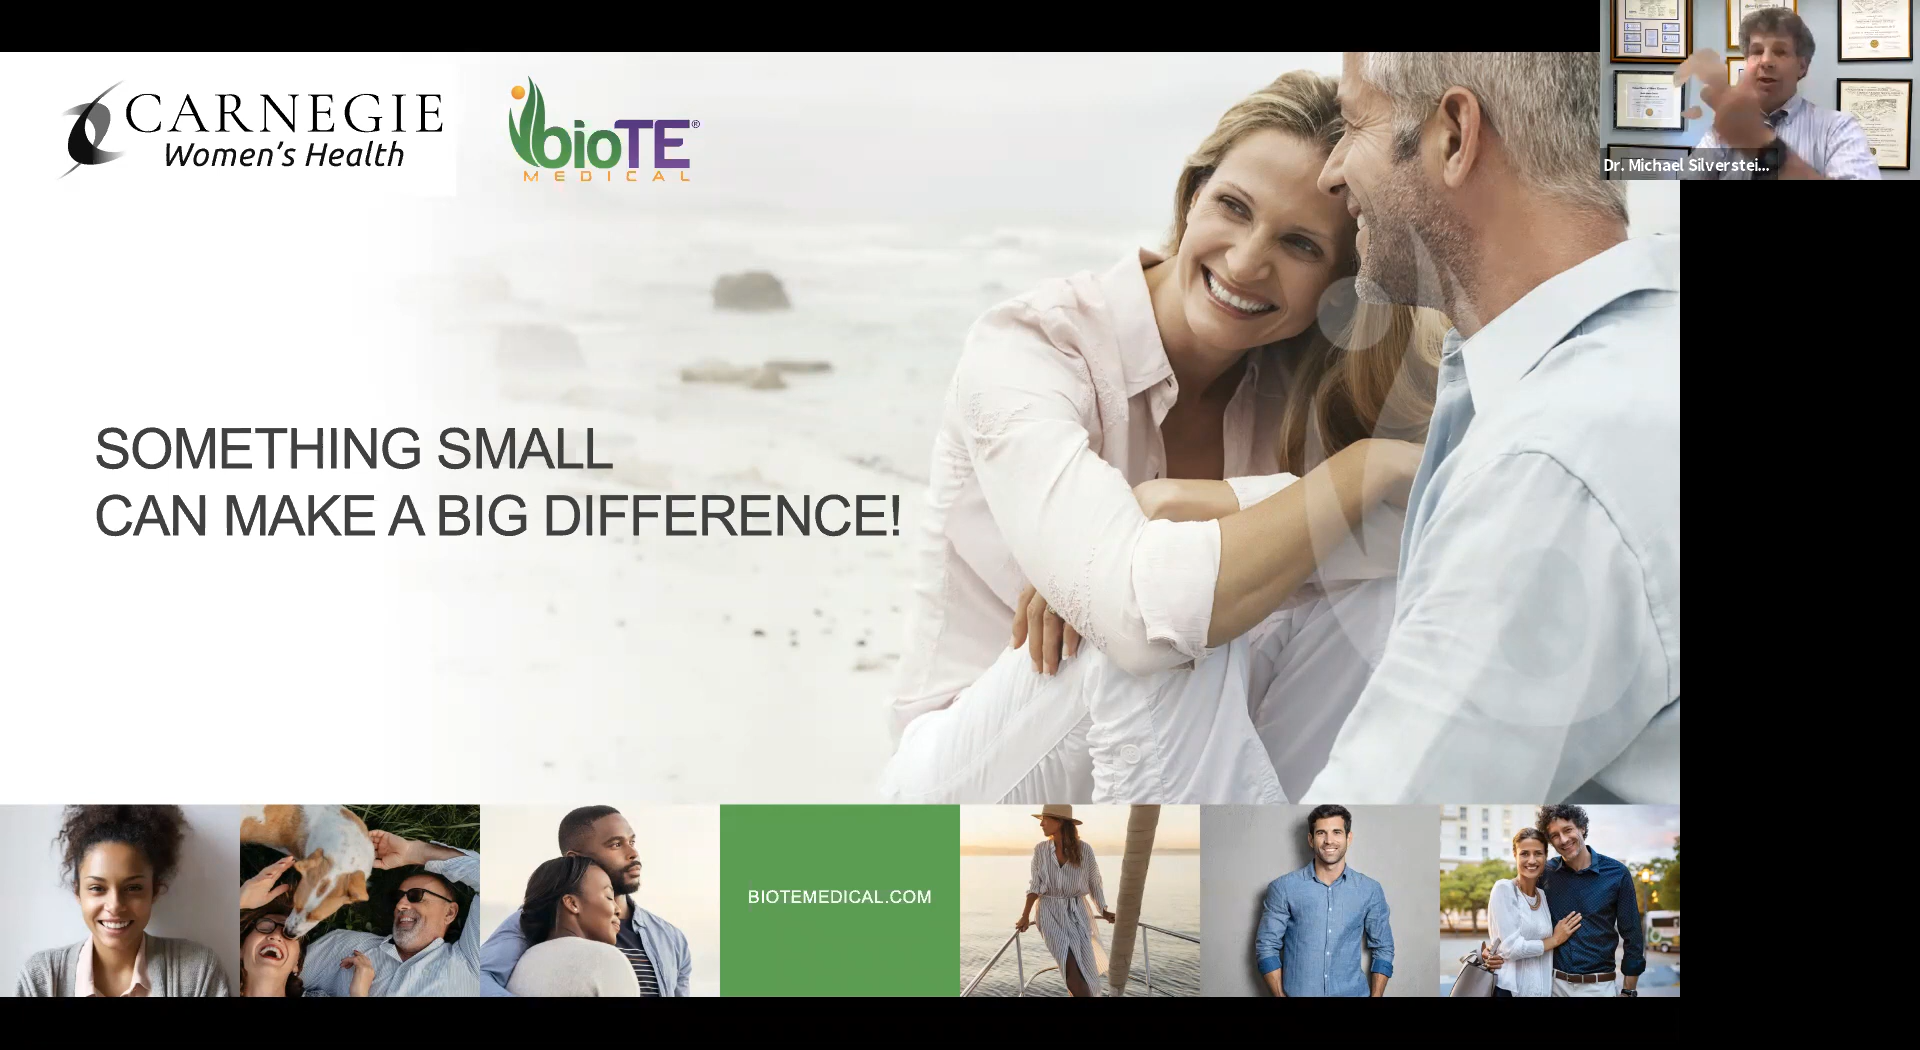 CARNEGIE
Women's Health
bioTE®
MEDICAL
Dr. Michael Silverstei...
SOMETHING SMALL
CAN MAKE A BIG DIFFERENCE!
BIOTEMEDICAL.COM